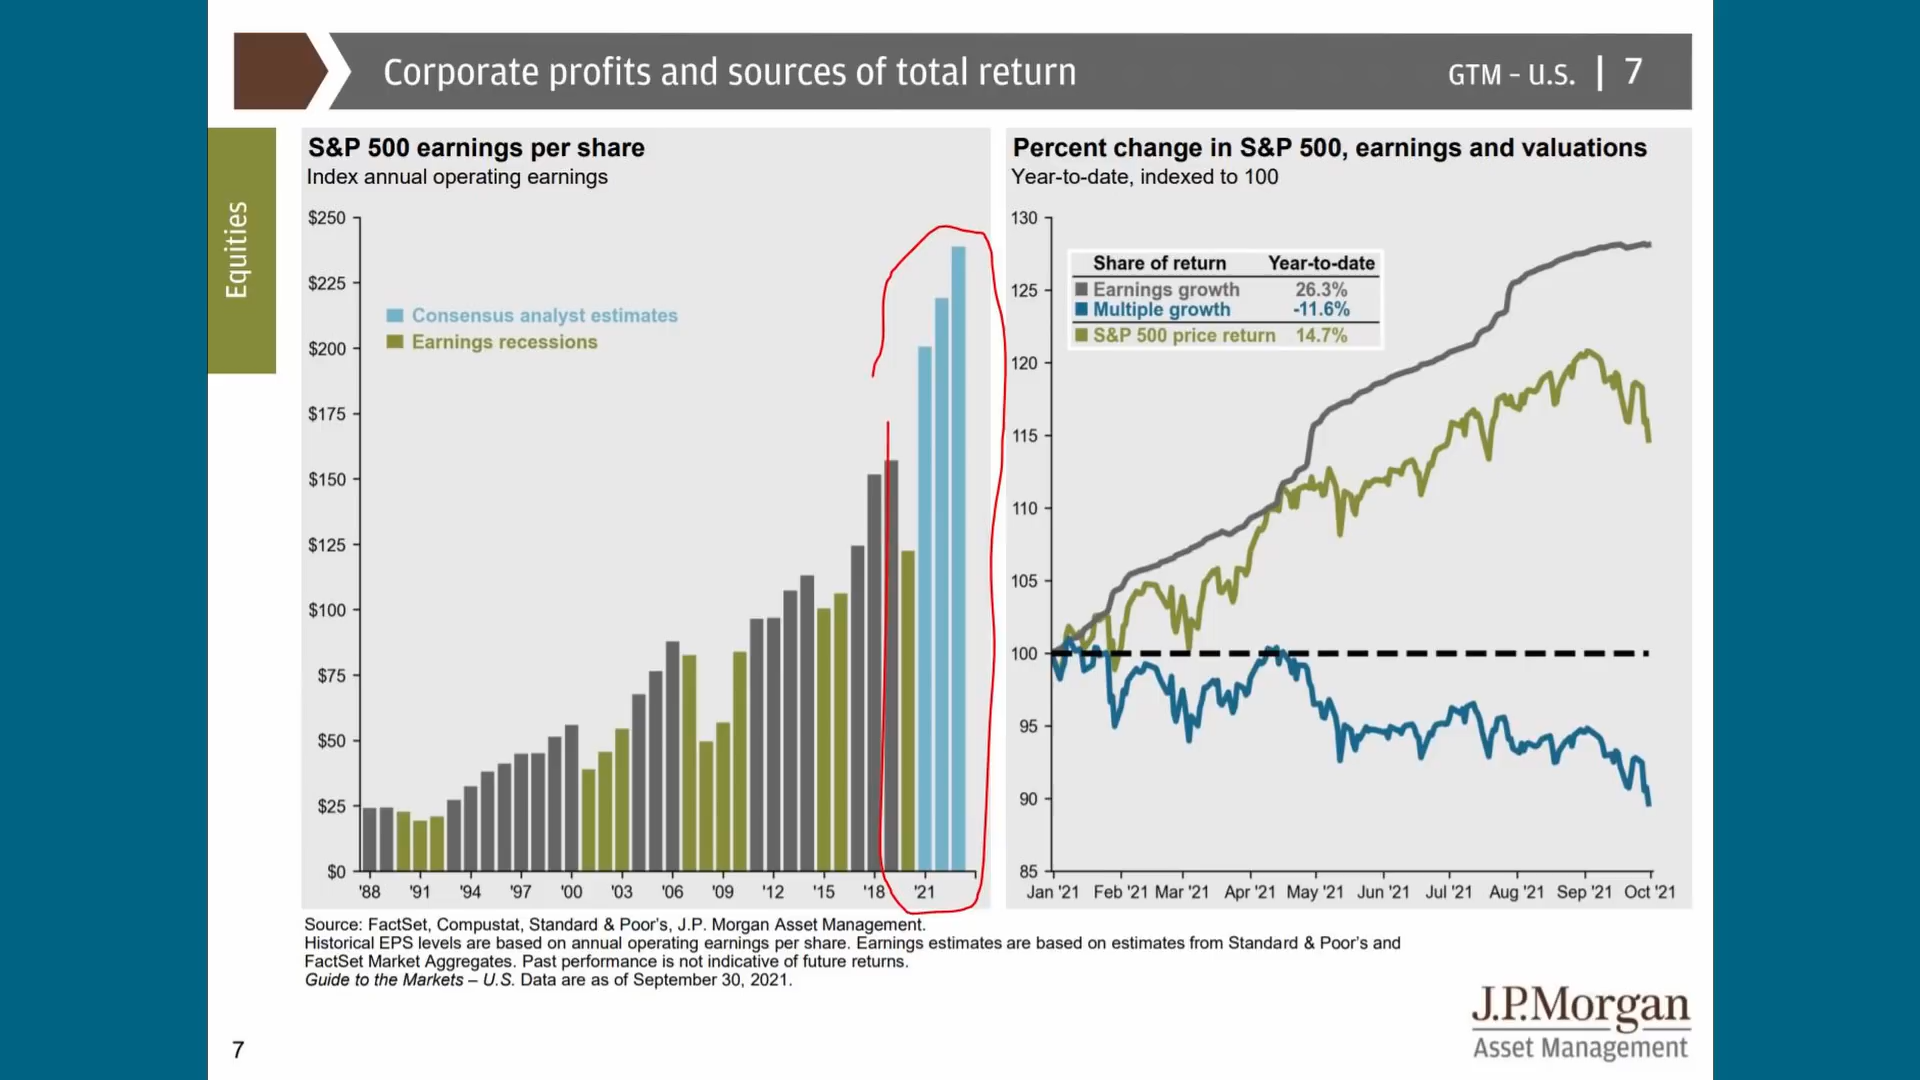 Corporate profits and sources of total return
GTM – U.S. | 7
Equities
S&P 500 earnings per share
Index annual operating earnings
$250
$225
$200
$175
$150
$125
$100
$75
$50
$25
$0
Consensus analyst estimates
Earnings recessions
'88 '91 '94 '97 '00 '03 '06 '09 '12 '15 '18 '21
Percent change in S&P 500, earnings and valuations
Year-to-date, indexed to 100
130
125
120
115
110
105
100
95
90
85
Share of return Year-to-date
Earnings growth 26.3%
Multiple growth -11.6%
S&P 500 price return 14.7%
Jan '21 Feb '21 Mar '21 Apr '21 May '21 Jun '21 Jul '21 Aug '21 Sep '21 Oct '21
Source: FactSet, Compustat, Standard & Poor's, J.P. Morgan Asset Management.
Historical EPS levels are based on annual operating earnings per share. Earnings estimates are based on estimates from Standard & Poor's and
FactSet Market Aggregates. Past performance is not indicative of future returns.
Guide to the Markets – U.S. Data are as of September 30, 2021.
J.P.Morgan
Asset Management
7